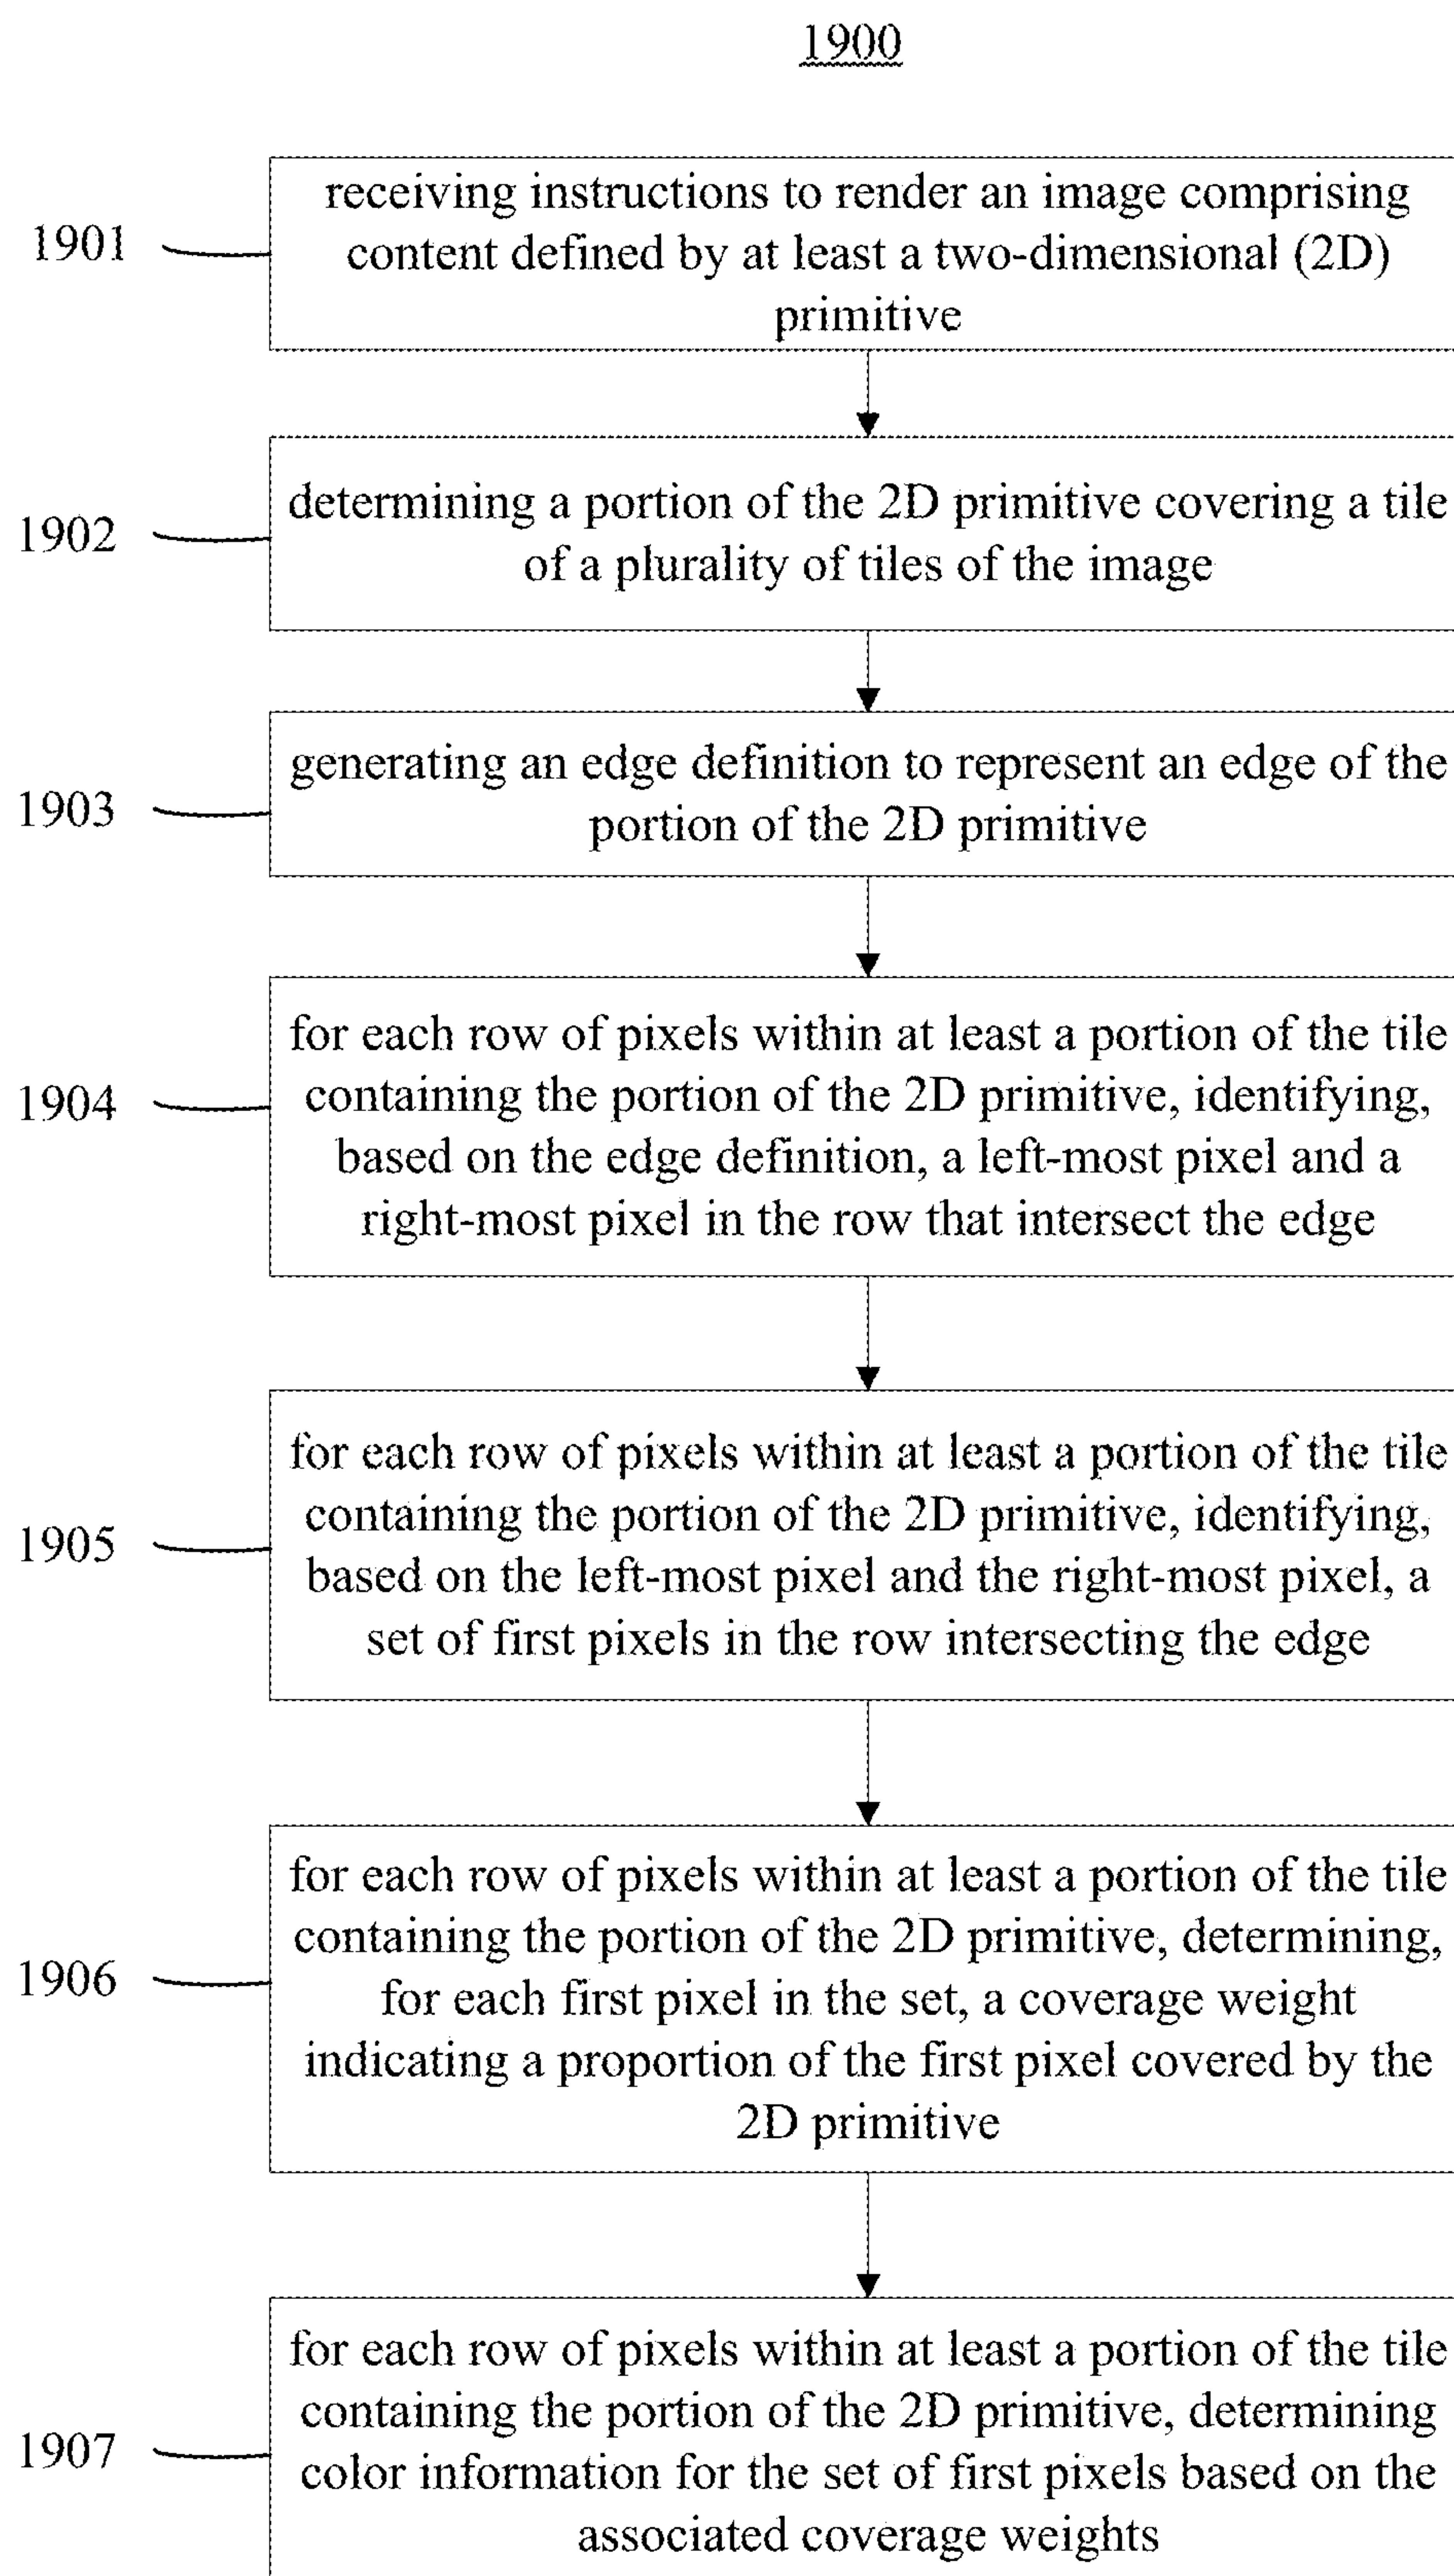 1900
1901
receiving instructions to render an image comprising
content defined by at least a two-dimensional (2D)
primitive
1902
determining a portion of the 2D primitive covering a tile
of a plurality of tiles of the image
1903
generating an edge definition to represent an edge of the
portion of the 2D primitive
1904
for each row of pixels within at least a portion of the tile
containing the portion of the 2D primitive, identifying,
based on the edge definition, a left-most pixel and a
right-most pixel in the row that intersect the edge
1905
for each row of pixels within at least a portion of the tile
containing the portion of the 2D primitive, identifying,
based on the left-most pixel and the right-most pixel, a
set of first pixels in the row intersecting the edge
1906
for each row of pixels within at least a portion of the tile
containing the portion of the 2D primitive, determining,
for each first pixel in the set, a coverage weight
indicating a proportion of the first pixel covered by the
2D primitive
1907
for each row of pixels within at least a portion of the tile
containing the portion of the 2D primitive, determining
color information for the set of first pixels based on the
associated coverage weights